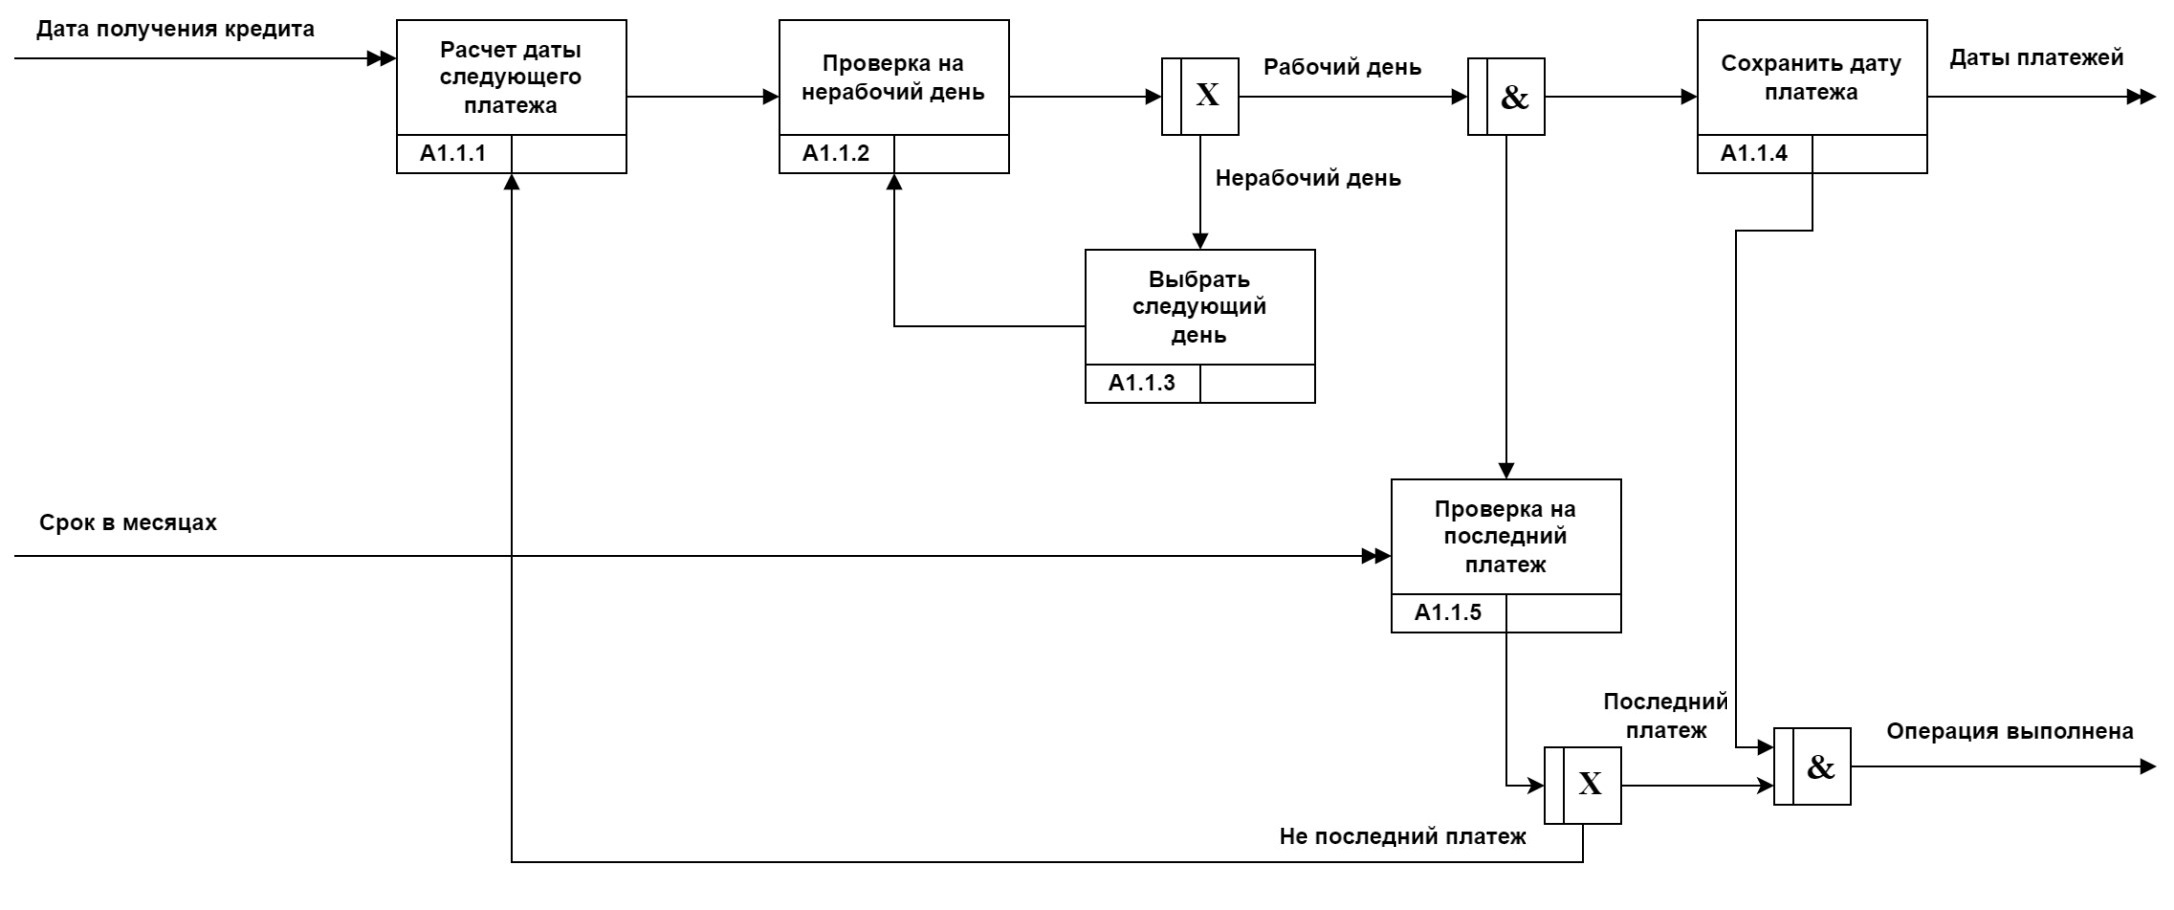 Дата получения кредита
Расчет даты
следующего
платежа
A1.1.1
Проверка на
нерабочий день
A1.1.2
X
Рабочий день
&
Сохранить дату
платежа
A1.1.4
Даты платежей
Нерабочий день
Выбрать
следующий
день
A1.1.3
Срок в месяцах
Проверка на
последний
платеж
A1.1.5
Последний
платеж
X
&
Операция выполнена
Не последний платеж